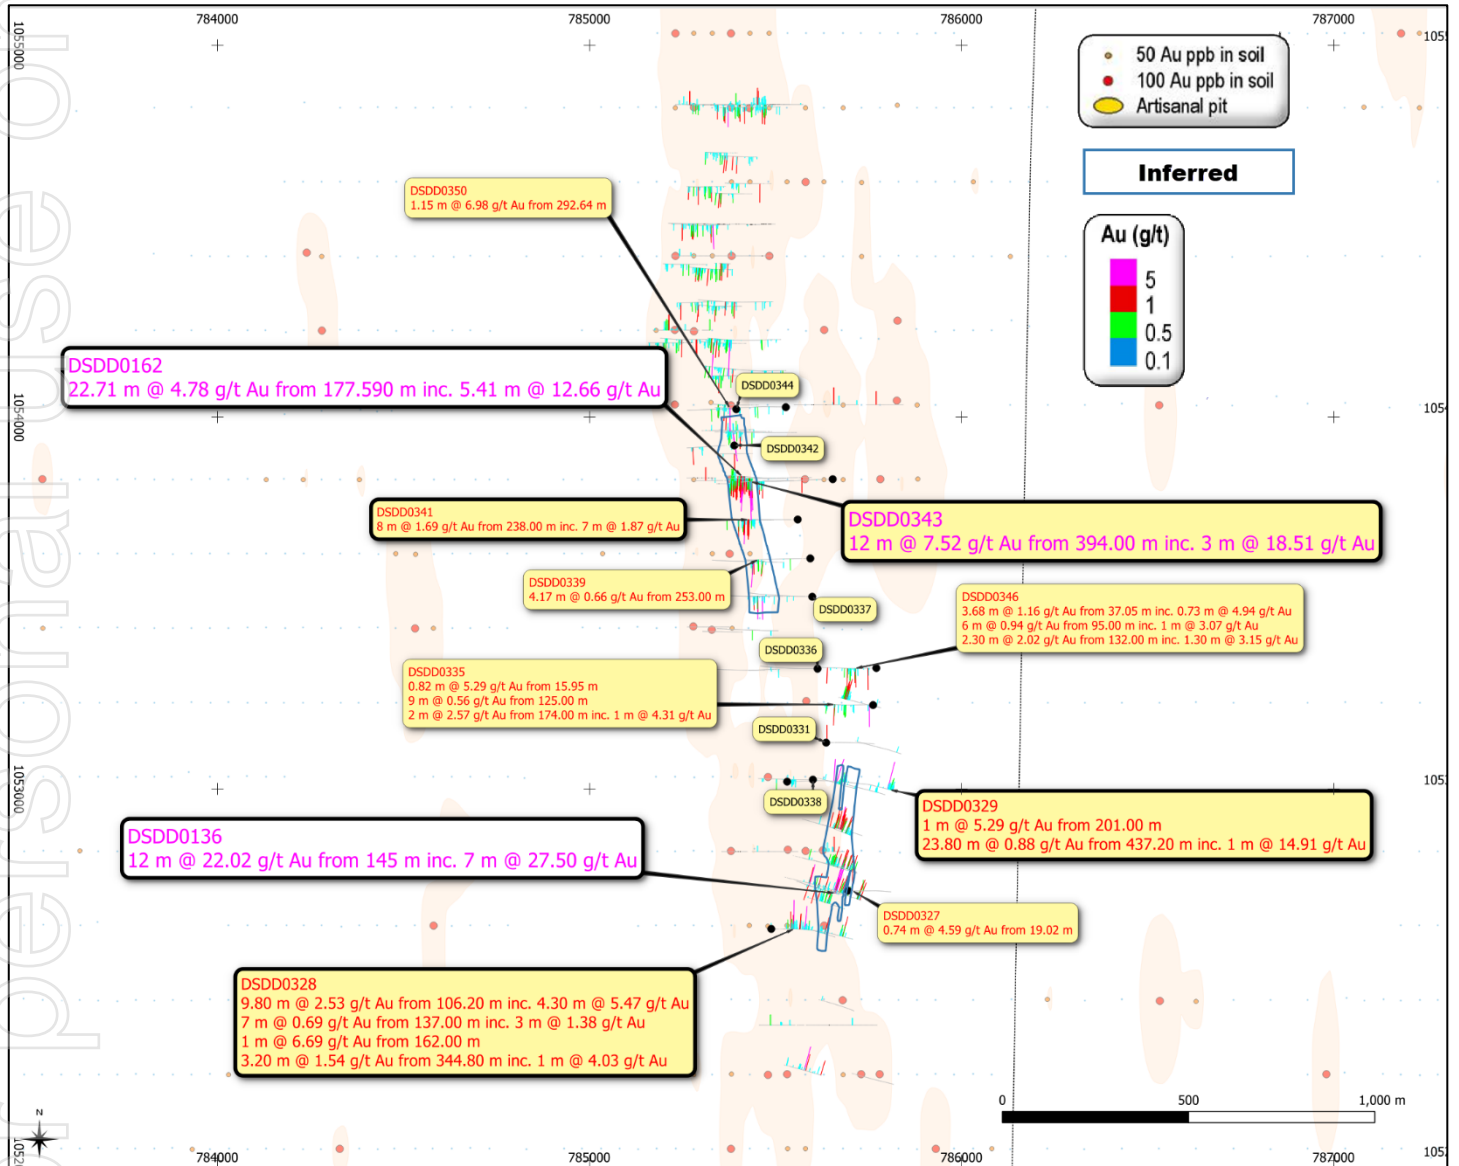 784000
785000
786000
787000
1055000
105
50 Au ppb in soil
100 Au ppb in soil
Artisanal pit
Inferred
Au (g/t)
5
1
0.5
0.1
DSDD0350
1.15 m @ 6.98 g/t Au from 292.64 m
DSDD0162
22.71 m @ 4.78 g/t Au from 177.590 m inc. 5.41 m @ 12.66 g/t Au
DSDD0344
1054000
1054
DSDD0342
DSDD0341
8 m @ 1.69 g/t Au from 238.00 m inc. 7 m @ 1.87 g/t Au
DSDD0343
12 m @ 7.52 g/t Au from 394.00 m inc. 3 m @ 18.51 g/t Au
DSDD0339
4.17 m @ 0.66 g/t Au from 253.00 m
DSDD0337
DSDD0346
3.68 m @ 1.16 g/t Au from 37.05 m inc. 0.73 m @ 4.94 g/t Au
6 m @ 0.94 g/t Au from 95.00 m inc. 1 m @ 3.07 g/t Au
2.30 m @ 2.02 g/t Au from 132.00 m inc. 1.30 m @ 3.15 g/t Au
DSDD0336
DSDD0335
0.82 m @ 5.29 g/t Au from 15.95 m
9 m @ 0.56 g/t Au from 125.00 m
2 m @ 2.57 g/t Au from 174.00 m inc. 1 m @ 4.31 g/t Au
DSDD0331
1053000
105
DSDD0338
DSDD0329
1 m @ 5.29 g/t Au from 201.00 m
23.80 m @ 0.88 g/t Au from 437.20 m inc. 1 m @ 14.91 g/t Au
DSDD0136
12 m @ 22.02 g/t Au from 145 m inc. 7 m @ 27.50 g/t Au
DSDD0327
0.74 m @ 4.59 g/t Au from 19.02 m
DSDD0328
9.80 m @ 2.53 g/t Au from 106.20 m inc. 4.30 m @ 5.47 g/t Au
7 m @ 0.69 g/t Au from 137.00 m inc. 3 m @ 1.38 g/t Au
1 m @ 6.69 g/t Au from 162.00 m
3.20 m @ 1.54 g/t Au from 344.80 m inc. 1 m @ 4.03 g/t Au
0
500
1,000 m
N
1052
105
784000
785000
786000
787000
personal use o